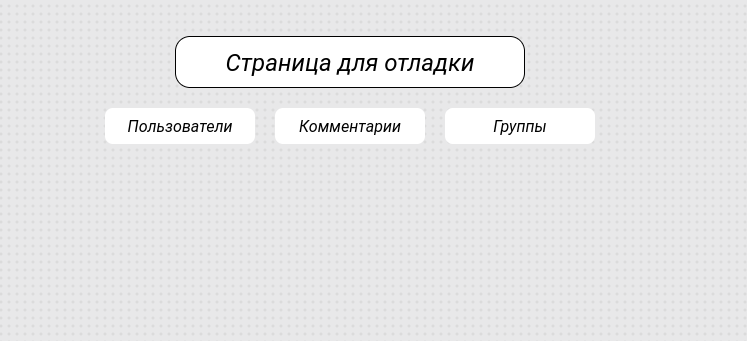 Страница для отладки
Пользователи
Комментарии
Группы